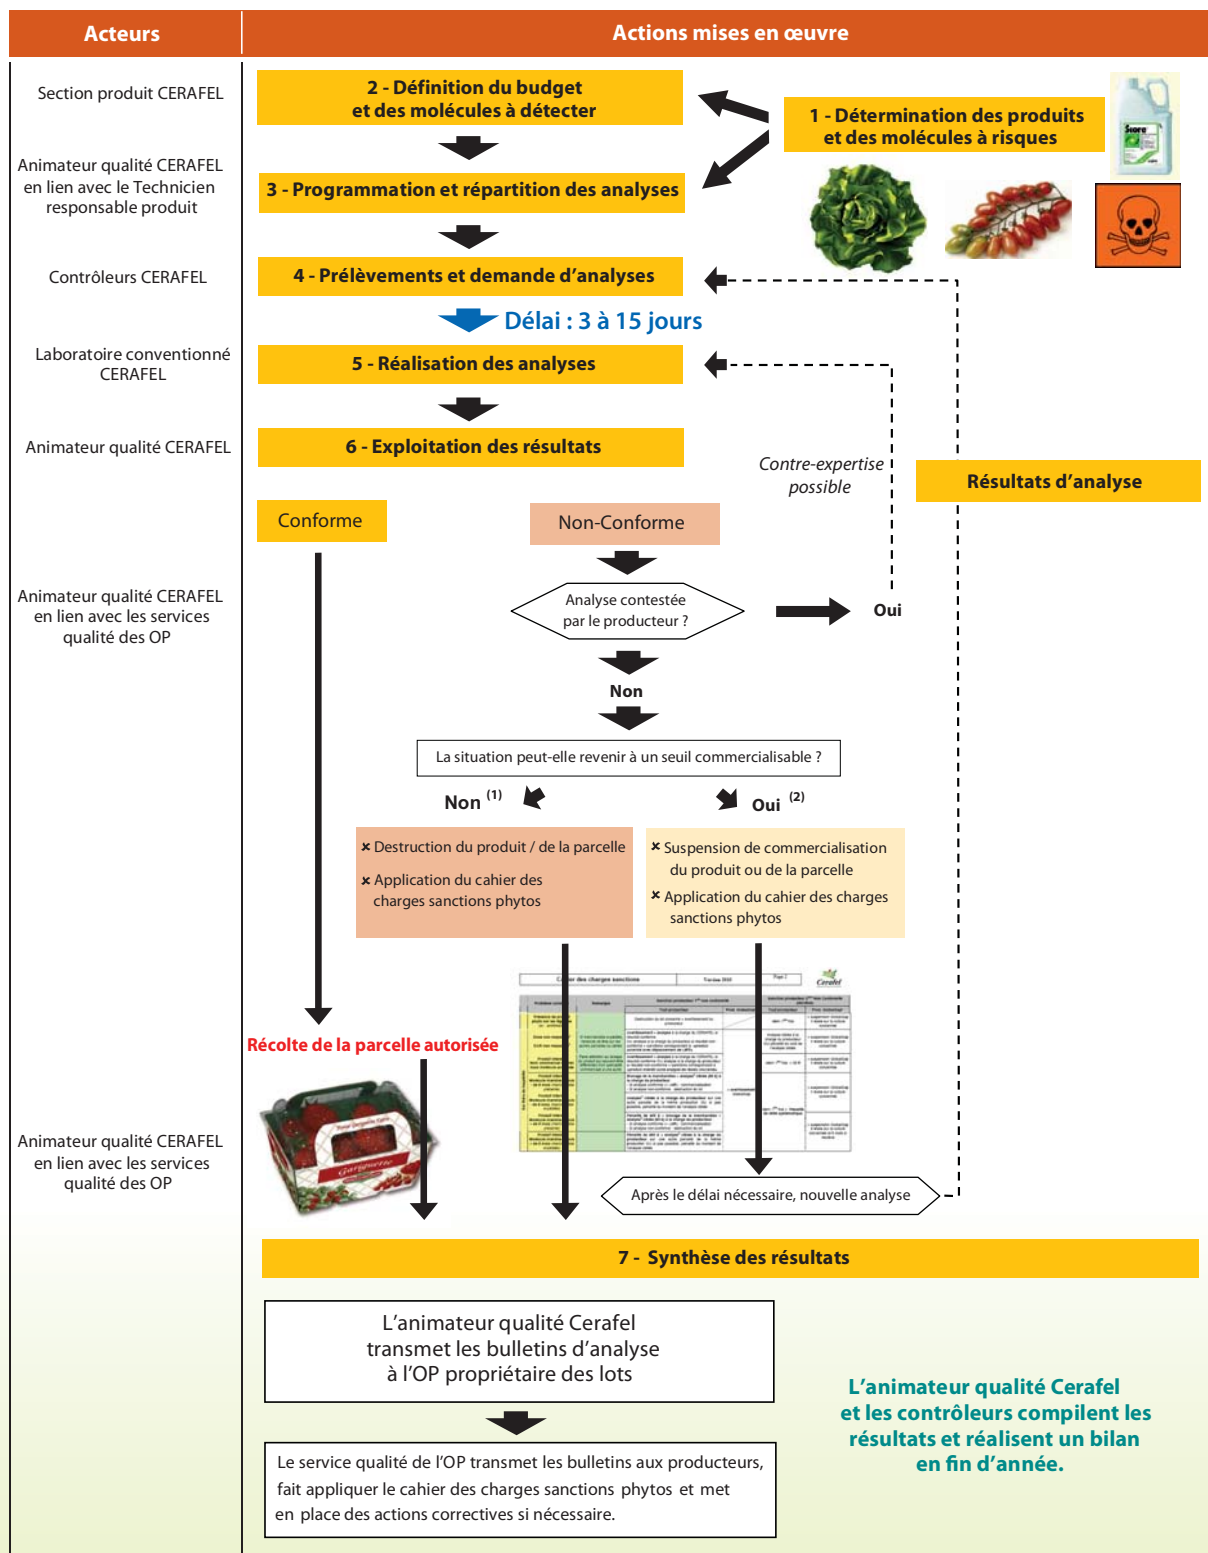 Acteurs
Actions mises en œuvre
Section produit CERAFEL
2 - Définition du budget
et des molécules à détecter
1 - Détermination des produits
et des molécules à risques
Score
Animateur qualité CERAFEL
en lien avec le Technicien
responsable produit
3 - Programmation et répartition des analyses
Contrôleurs CERAFEL
4 - Prélèvements et demande d'analyses
Délai : 3 à 15 jours
Laboratoire conventionné
CERAFEL
5 - Réalisation des analyses
Animateur qualité CERAFEL
6 - Exploitation des résultats
Contre-expertise
possible
Résultats d'analyse
Conforme
Non-Conforme
Animateur qualité CERAFEL
en lien avec les services
qualité des OP
Analyse contestée
par le producteur ?
Oui
Non
La situation peut-elle revenir à un seuil commercialisable ?
Non (1)
Oui (2)
✘ Destruction du produit / de la parcelle
✘ Application du cahier des
charges sanctions phytos
✘ Suspension de commercialisation
du produit ou de la parcelle
✘ Application du cahier des charges
sanctions phytos
des charges sanctions
Page 2
Cerafel
Récolte de la parcelle autorisée
Gariguette
Animateur qualité CERAFEL
en lien avec les services
qualité des OP
Après le délai nécessaire, nouvelle analyse
7 - Synthèse des résultats
L'animateur qualité Cerafel
transmet les bulletins d'analyse
à l'OP propriétaire des lots
L'animateur qualité Cerafel
et les contrôleurs compilent les
résultats et réalisent un bilan
en fin d'année.
Le service qualité de l'OP transmet les bulletins aux producteurs,
fait appliquer le cahier des charges sanctions phytos et met
en place des actions correctives si nécessaire.